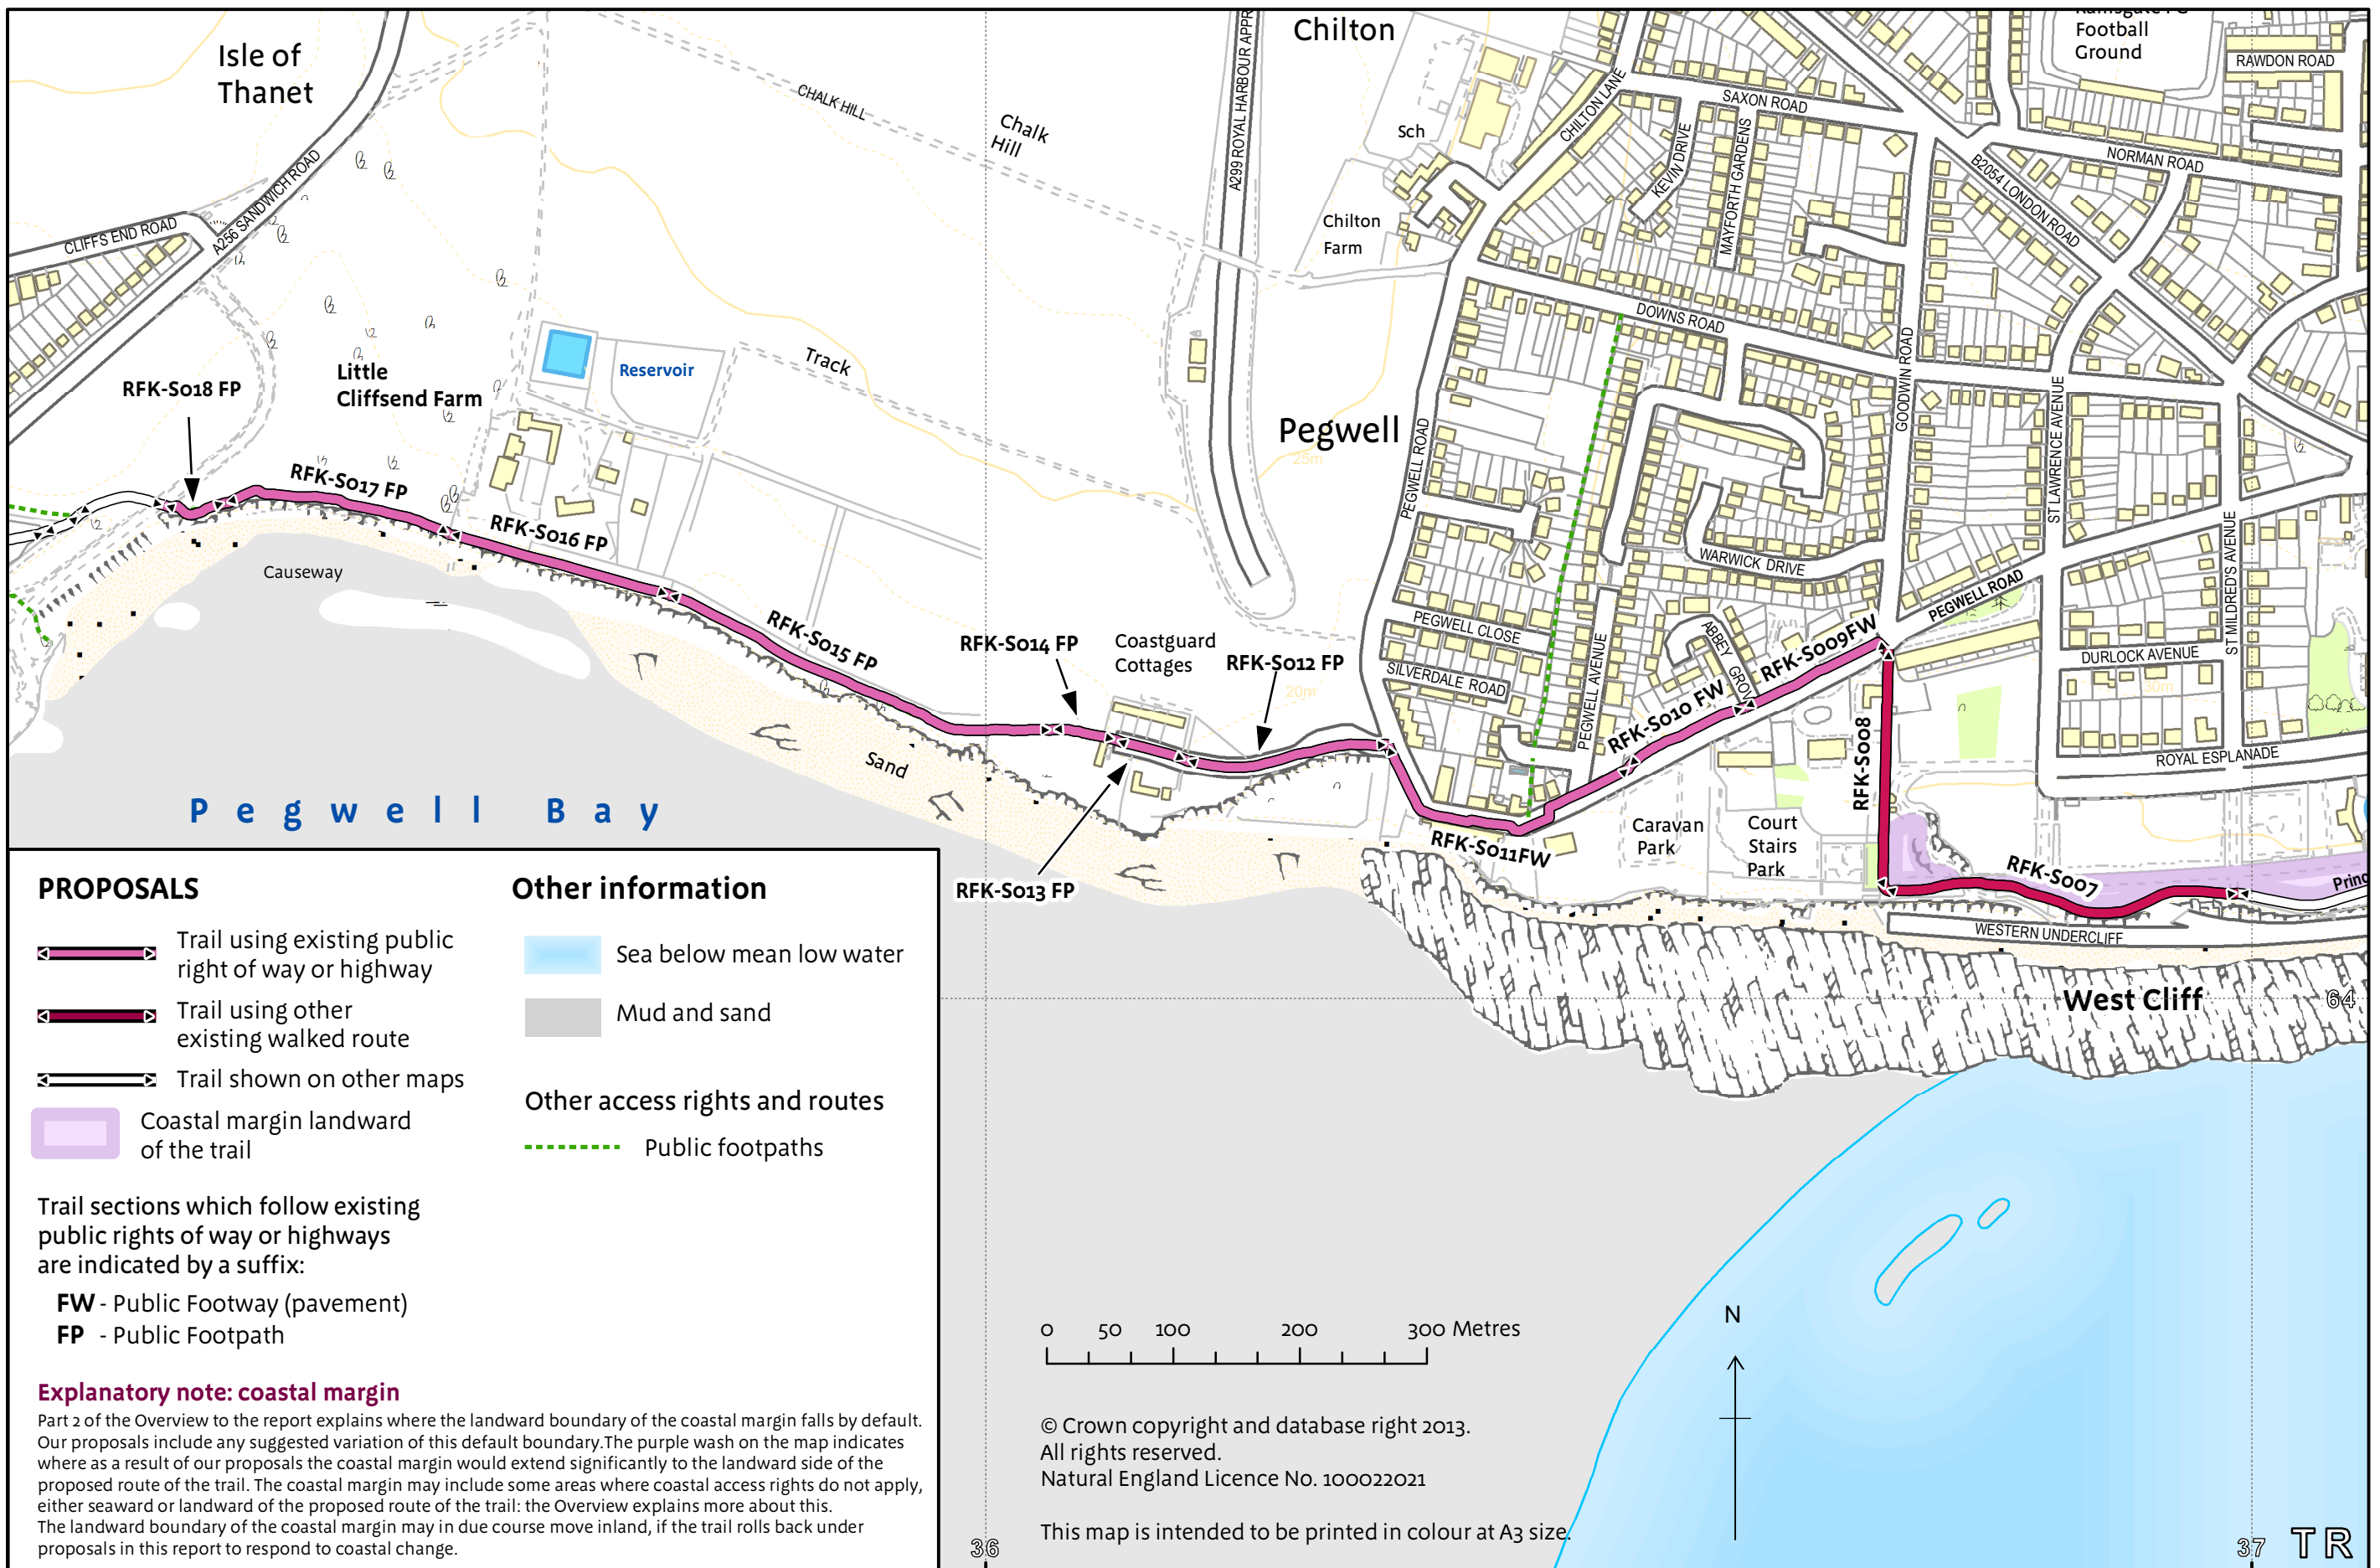 Isle of
Thanet
Chilton
Football
Ground
RAWDON ROAD
CHALK HILL
Chalk
Hill
A299 ROYAL HARBOUR APPR
Sch
CHILTON LANE
SAXON ROAD
KEVIN DRIVE
MAYFORTH GARDENS
NORMAN ROAD
B2054 LONDON ROAD
A256 SANDWICH ROAD
CLIFFS END ROAD
Chilton
Farm
DOWNS ROAD
GOODWIN ROAD
Reservoir
Track
Little
Cliffsend Farm
RFK-S018 FP
Pegwell
25m
PEGWELL ROAD
ST LAWRENCE AVENUE
RFK-S017 FP
RFK-S016 FP
Causeway
WARWICK DRIVE
ST MILDRED'S AVENUE
PEGWELL ROAD
RFK-S015 FP
RFK-S014 FP
Coastguard
Cottages
RFK-S012 FP
20m
PEGWELL CLOSE
SILVERDALE ROAD
PEGWELL AVENUE
ABBEY GROV
RFK-S009FW
RFK-S010 FW
DURLOCK AVENUE
30m
ROYAL ESPLANADE
RFK-S008
Sand
Pegwell Bay
RFK-S013 FP
RFK-S011FW
Caravan
Park
Court
Stairs
Park
RFK-S007
Princ
WESTERN UNDERCLIFF
West Cliff
64
PROPOSALS
Trail using existing public
right of way or highway
Trail using other
existing walked route
Trail shown on other maps
Coastal margin landward
of the trail
Trail sections which follow existing
public rights of way or highways
are indicated by a suffix:
FW - Public Footway (pavement)
FP - Public Footpath
Other information
Sea below mean low water
Mud and sand
Other access rights and routes
Public footpaths
Explanatory note: coastal margin
Part 2 of the Overview to the report explains where the landward boundary of the coastal margin falls by default.
Our proposals include any suggested variation of this default boundary.The purple wash on the map indicates
where as a result of our proposals the coastal margin would extend significantly to the landward side of the
proposed route of the trail. The coastal margin may include some areas where coastal access rights do not apply,
either seaward or landward of the proposed route of the trail: the Overview explains more about this.
The landward boundary of the coastal margin may in due course move inland, if the trail rolls back under
proposals in this report to respond to coastal change.
0 50 100 200 300 Metres
N
© Crown copyright and database right 2013.
All rights reserved.
Natural England Licence No. 100022021
This map is intended to be printed in colour at A3 size.
36
37
TR